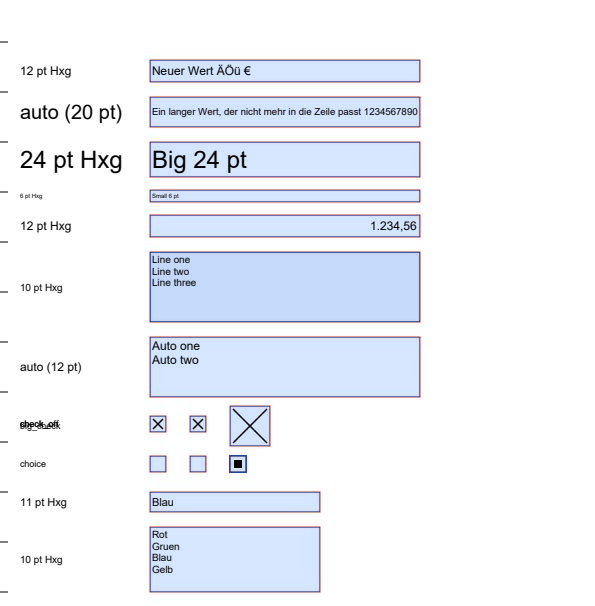 12 pt Hxg Neuer Wert ÄÖü €
auto (20 pt) Ein langer Wert, der nicht mehr in die Zeile passt 1234567890
24 pt Hxg Big 24 pt
6 pt Hxg Small 6 pt
12 pt Hxg 1.234,56
Line one
Line two
10 pt Hxg Line three
Auto one
Auto two
auto (12 pt)
choice
11 pt Hxg Blau
Rot
Gruen
10 pt Hxg Blau
Gelb